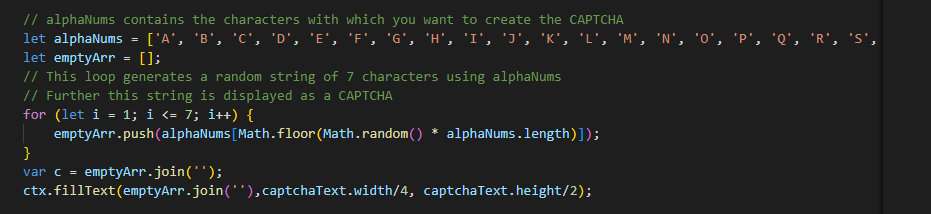 // alphaNums contains the characters with which you want to create the CAPTCHA
let alphaNums = ['A', 'B', 'C', 'D', 'E', 'F', 'G', 'H', 'I', 'J', 'K', 'L', 'M', 'N', 'O', 'P', 'Q', 'R', 'S',
let emptyArr = [];
// This loop generates a random string of 7 characters using alphaNums
// Further this string is displayed as a CAPTCHA
for (let i = 1; i <= 7; i++) {
    emptyArr.push(alphaNums[Math.floor(Math.random() * alphaNums.length)]);
}
var c = emptyArr.join('');
ctx.fillText(emptyArr.join(''),captchaText.width/4, captchaText.height/2);